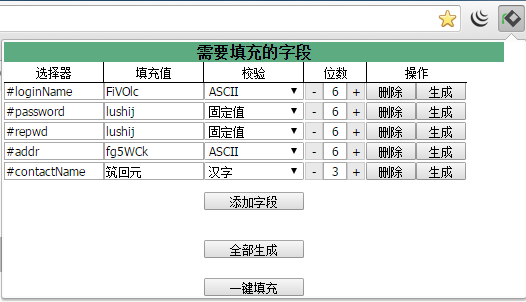 需要填充的字段
选择器 填充值 校验 位数 操作
#loginName FiVOlc ASCII - 6 + 删除 生成
#password lushij 固定值 - 6 + 删除 生成
#repwd lushij 固定值 - 6 + 删除 生成
#addr fg5WCk ASCII - 6 + 删除 生成
#contactName 筑回元 汉字 - 3 + 删除 生成
添加字段
全部生成
一键填充